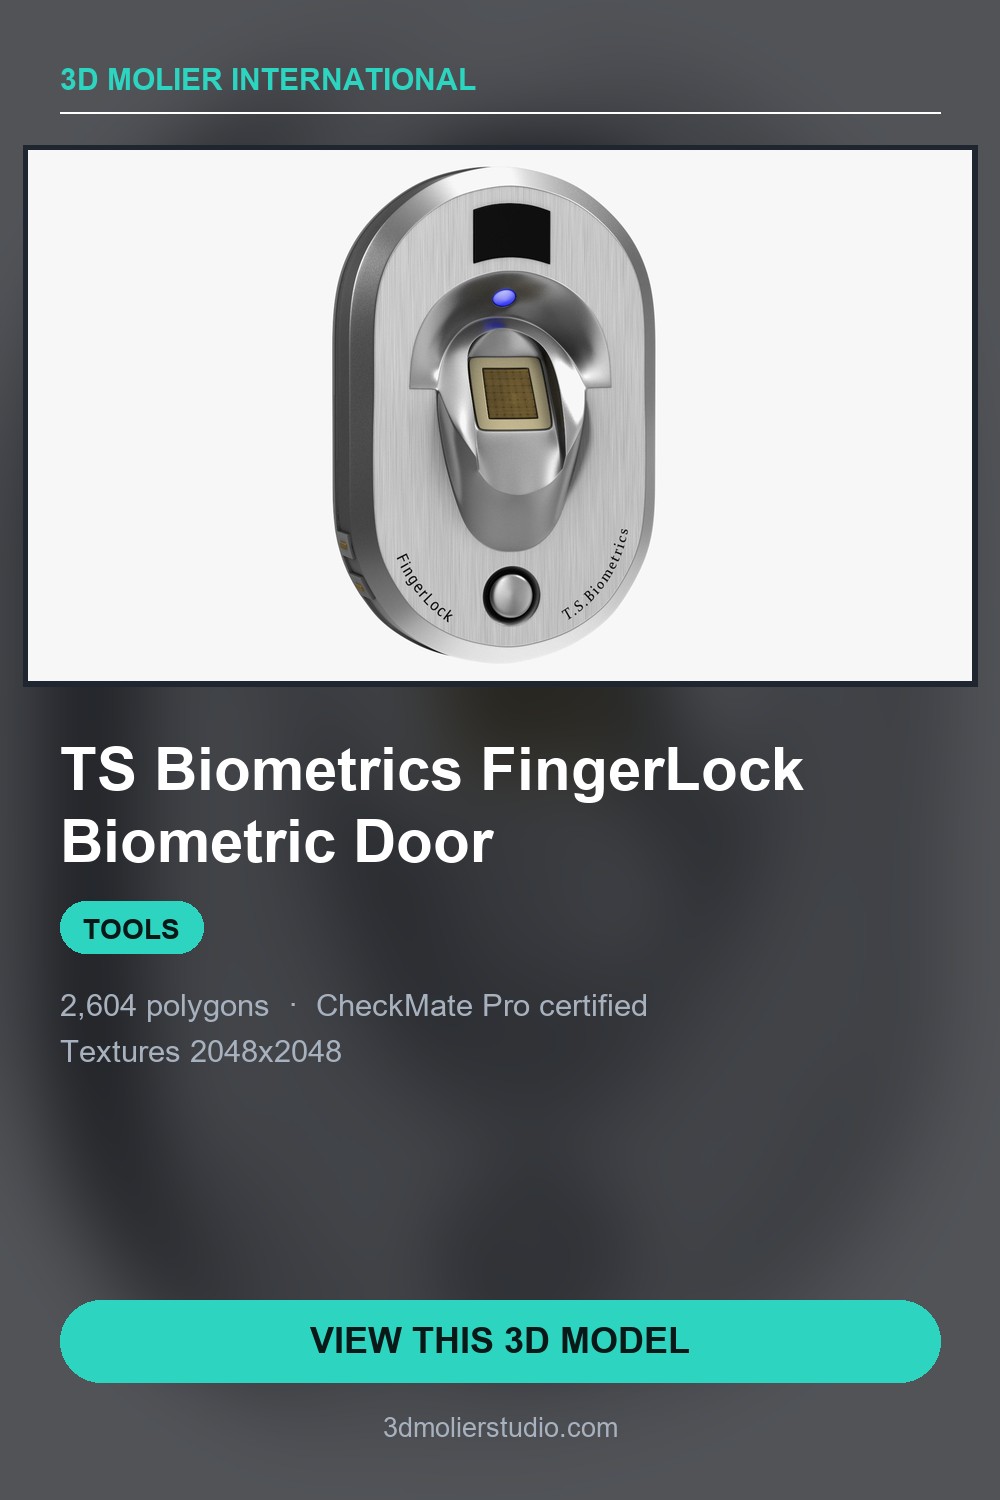 3D MOLIER INTERNATIONAL
FingerLock
T.S.Biometrics
TS Biometrics FingerLock
Biometric Door
TOOLS
2,604 polygons · CheckMate Pro certified
Textures 2048x2048
VIEW THIS 3D MODEL
3dmolierstudio.com